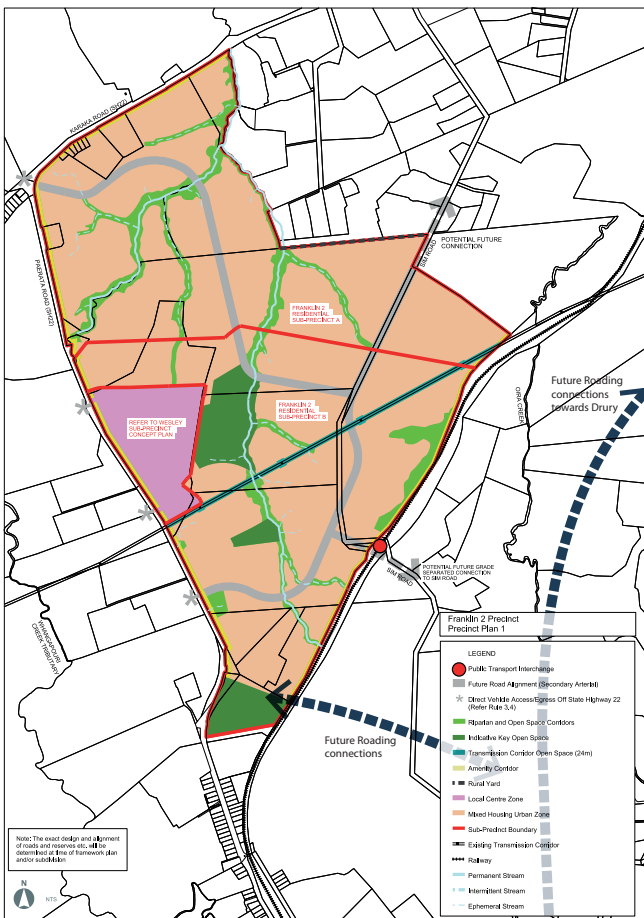 KARAKA ROAD (SH22)
PAERATA ROAD (SH22)
POTENTIAL FUTURE
CONNECTION
SIM ROAD
FRANKLIN 2
RESIDENTIAL
SUB-PRECINCT A
FRANKLIN 2
RESIDENTIAL
SUB-PRECINCT B
REFER TO WESLEY
SUB-PRECINCT
CONCEPT PLAN
OIRA CREEK
Future Roading
connections
towards Drury
POTENTIAL FUTURE GRADE
SEPARATED CONNECTION
TO SIM ROAD
SIM ROAD
WHANGAPOURI
CREEK TRIBUTARY
Future Roading
connections
Franklin 2 Precinct
Precinct Plan 1
LEGEND
Public Transport Interchange
Future Road Alignment (Secondary Arterial)
Direct Vehicle Access/Egress Off State Highway 22
(Refer Rule 3,4)
Riparian and Open Space Corridors
Indicative Key Open Space
Transmission Corridor Open Space (24m)
Amenity Corridor
Rural Yard
Local Centre Zone
Mixed Housing Urban Zone
Sub-Precinct Boundary
Existing Transmission Corridor
Railway
Permanent Stream
Intermittent Stream
Ephemeral Stream
Note: The exact design and alignment
of roads and reserves etc. will be
determined at time of framework plan
and/or subdivision
N
NTS